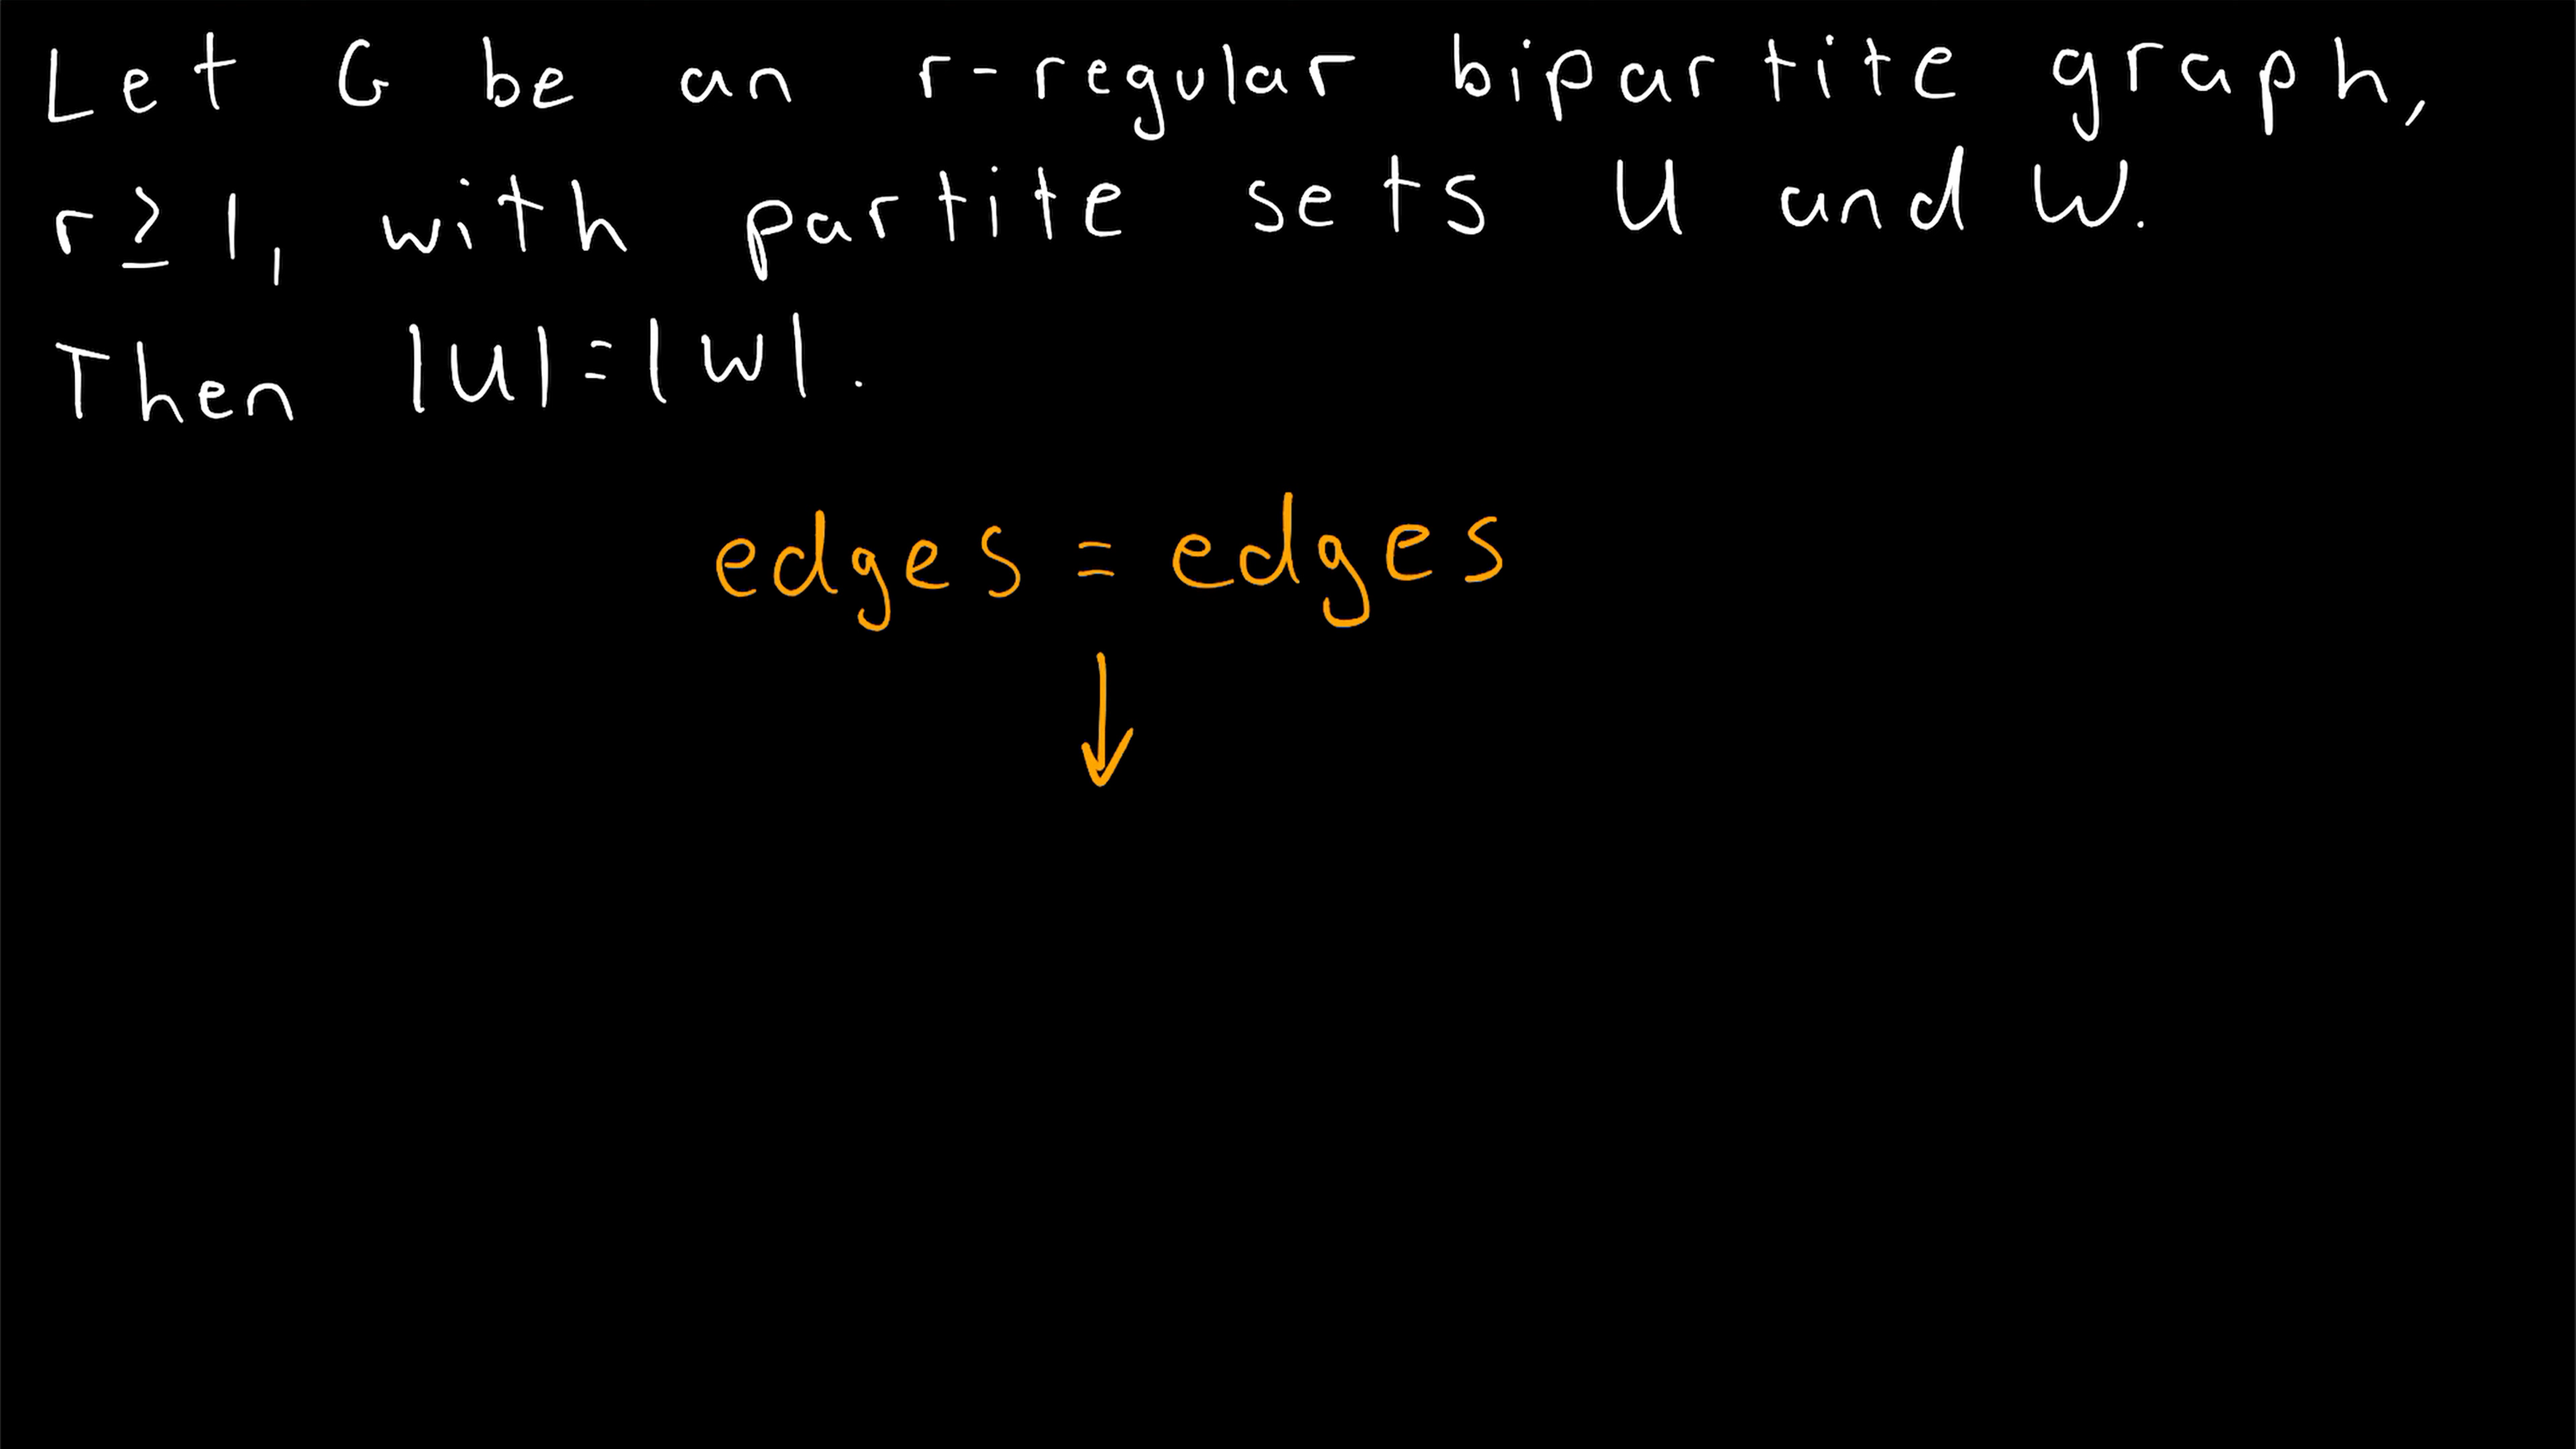 Let G be an r-regular bipartite graph,
r ≥ 1, with partite sets U and W.
Then |U|=|W|.
edges = edges
↓